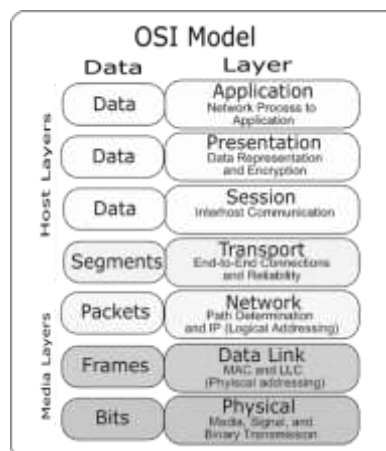 OSI Model
Data Layer
Host Layers
Data
Application
Network Process to
Application
Data
Presentation
Data Representation
and Encryption
Data
Session
Interhost Communication
Segments
Transport
End-to-End Connections
and Reliability
Media Layers
Packets
Network
Path Determination
and IP (Logical Addressing)
Frames
Data Link
MAC and LLC
(Phyiscal addressing)
Bits
Physical
Media, Signal, and
Binary Transmission